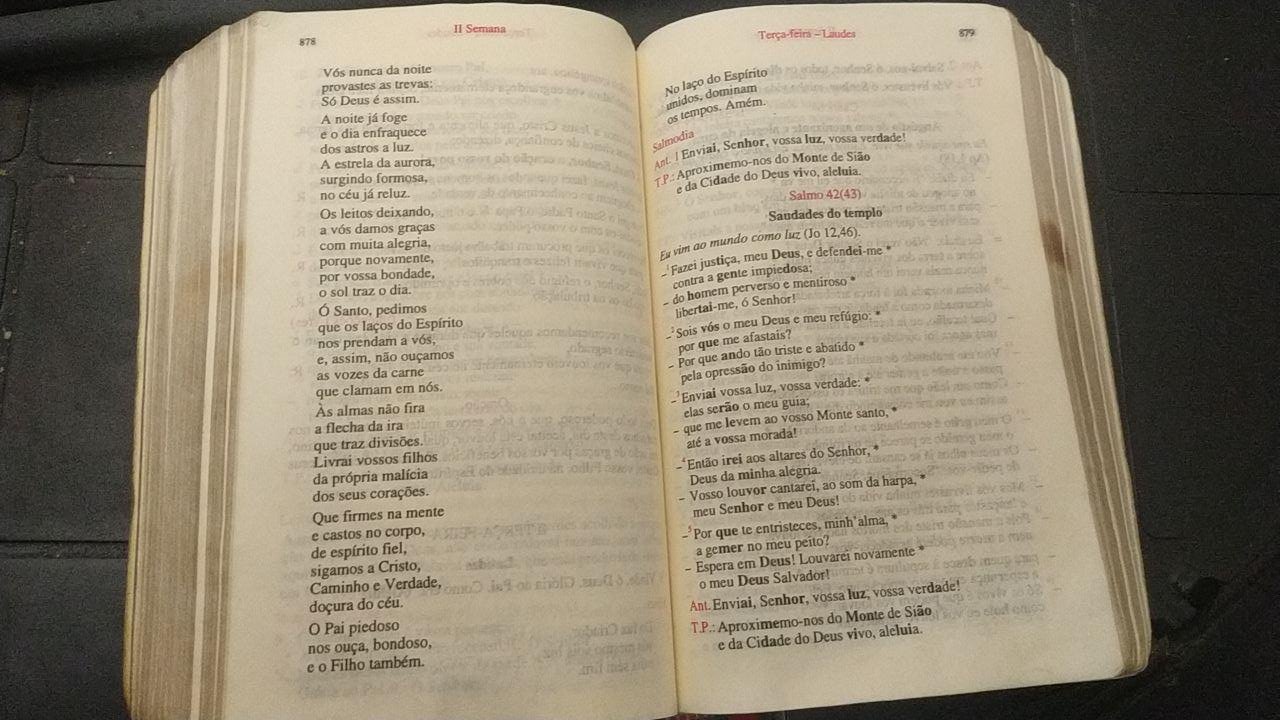 878
II Semana
Vós nunca da noite
provastes as trevas:
Só Deus é assim.
A noite já foge
e o dia enfraquece
dos astros a luz.
A estrela da aurora,
surgindo formosa,
no céu já reluz.
Os leitos deixando,
a vós damos graças
com muita alegria,
porque novamente,
por vossa bondade,
o sol traz o dia.
Ó Santo, pedimos
que os laços do Espírito
nos prendam a vós,
e, assim, não ouçamos
as vozes da carne
que clamam em nós.
Às almas não fira
a flecha da ira
que traz divisões.
Livrai vossos filhos
da própria malícia
dos seus corações.
Que firmes na mente
e castos no corpo,
de espírito fiel,
sigamos a Cristo,
Caminho e Verdade,
doçura do céu.
O Pai piedoso
nos ouça, bondoso,
e o Filho também.
Terça-feira – Laudes
879
No laço do Espírito
unidos, dominam
os tempos. Amém.
Salmodia
Ant. 1 Enviai, Senhor, vossa luz, vossa verdade!
T.P.: Aproximemo-nos do Monte de Sião
e da Cidade do Deus vivo, aleluia.
Salmo 42(43)
Saudades do templo
Eu vim ao mundo como luz (Jo 12,46).
–¹Fazei justiça, meu Deus, e defendei-me *
contra a gente impiedosa;
– do homem perverso e mentiroso *
libertai-me, ó Senhor!
–²Sois vós o meu Deus e meu refúgio: *
por que me afastais?
– Por que ando tão triste e abatido *
pela opressão do inimigo?
–³Enviai vossa luz, vossa verdade: *
elas serão o meu guia;
– que me levem ao vosso Monte santo, *
até a vossa morada!
–⁴Então irei aos altares do Senhor, *
Deus da minha alegria.
– Vosso louvor cantarei, ao som da harpa, *
meu Senhor e meu Deus!
–⁵Por que te entristeces, minh'alma, *
a gemer no meu peito?
– Espera em Deus! Louvarei novamente *
o meu Deus Salvador!
Ant. Enviai, Senhor, vossa luz, vossa verdade!
T.P.: Aproximemo-nos do Monte de Sião
e da Cidade do Deus vivo, aleluia.